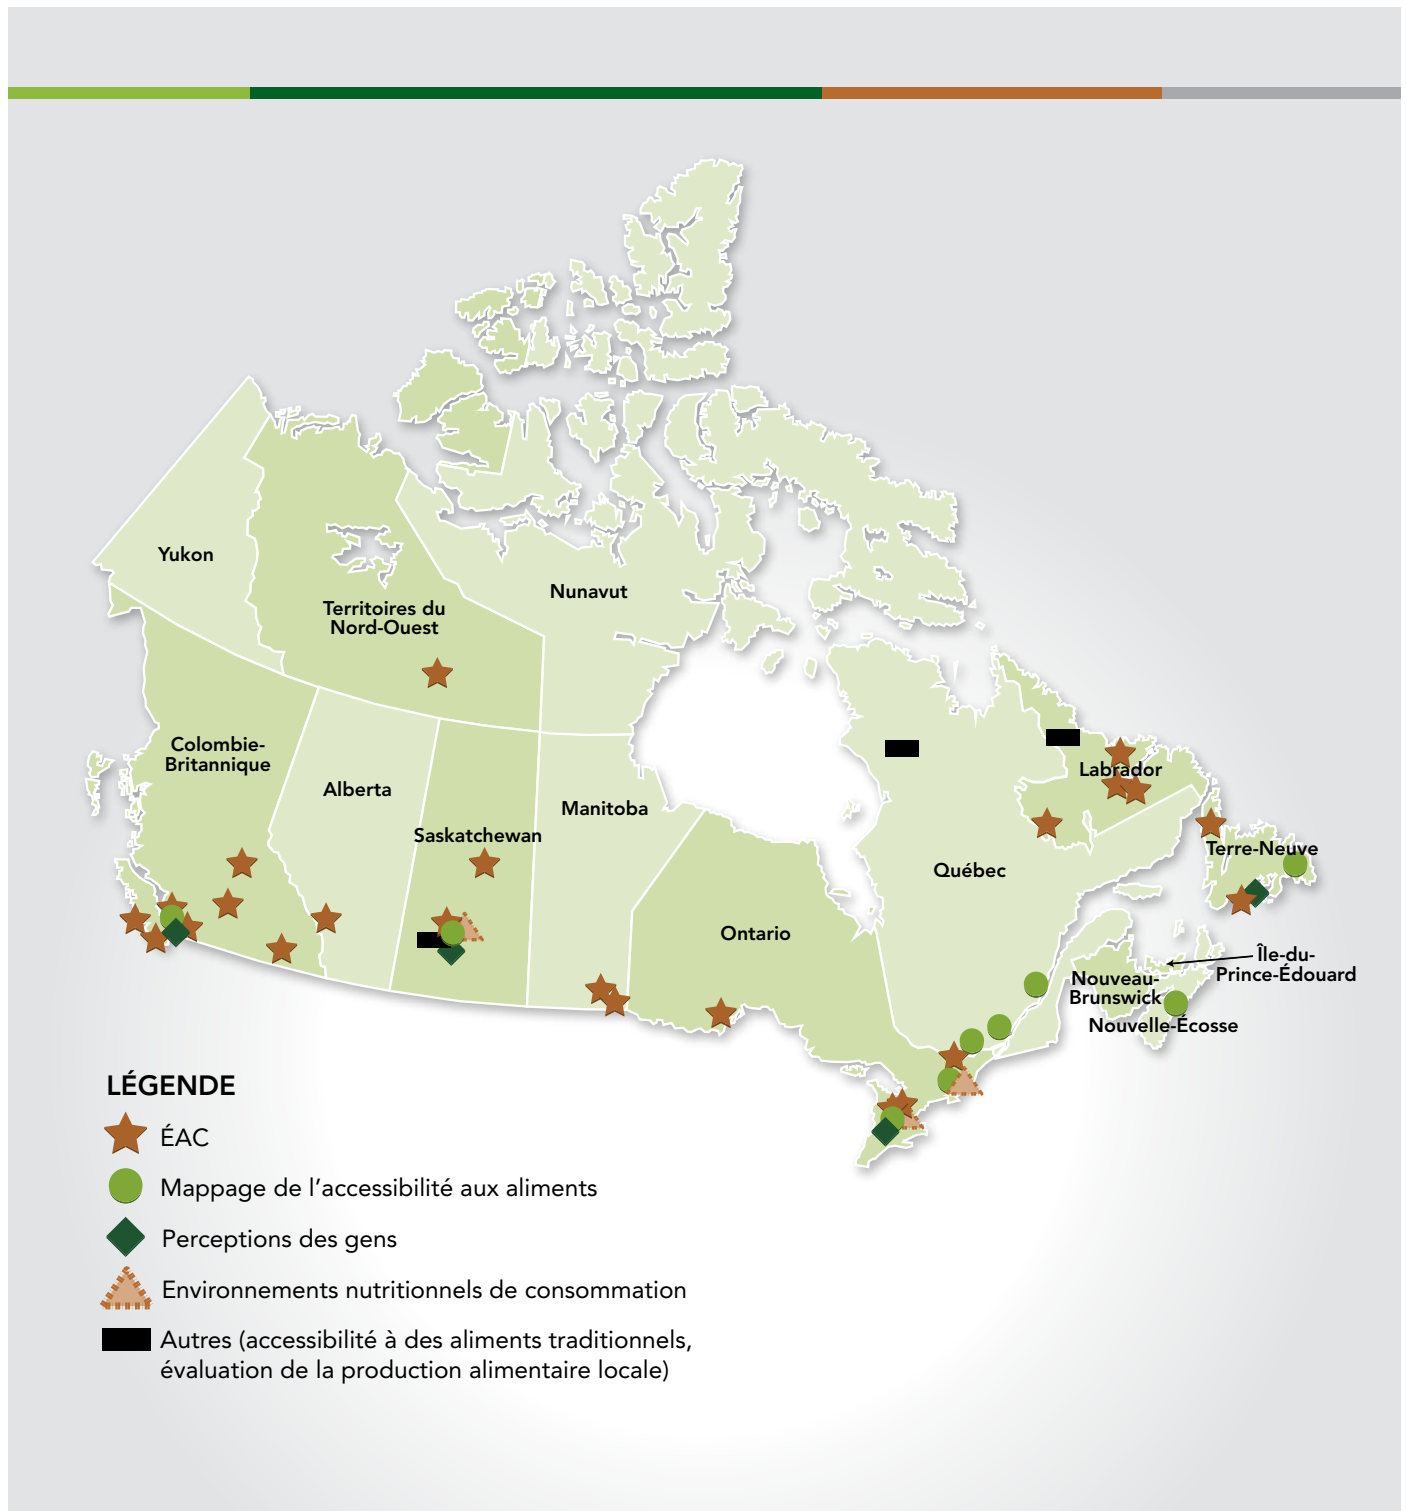 Yukon
Territoires du
Nord-Ouest
Nunavut
Colombie-
Britannique
Alberta
Saskatchewan
Manitoba
Ontario
Québec
Labrador
Terre-Neuve
Île-du-
Prince-Édouard
Nouveau-
Brunswick
Nouvelle-Écosse
LÉGENDE
ÉAC
Mappage de l’accessibilité aux aliments
Perceptions des gens
Environnements nutritionnels de consommation
Autres (accessibilité à des aliments traditionnels,
évaluation de la production alimentaire locale)